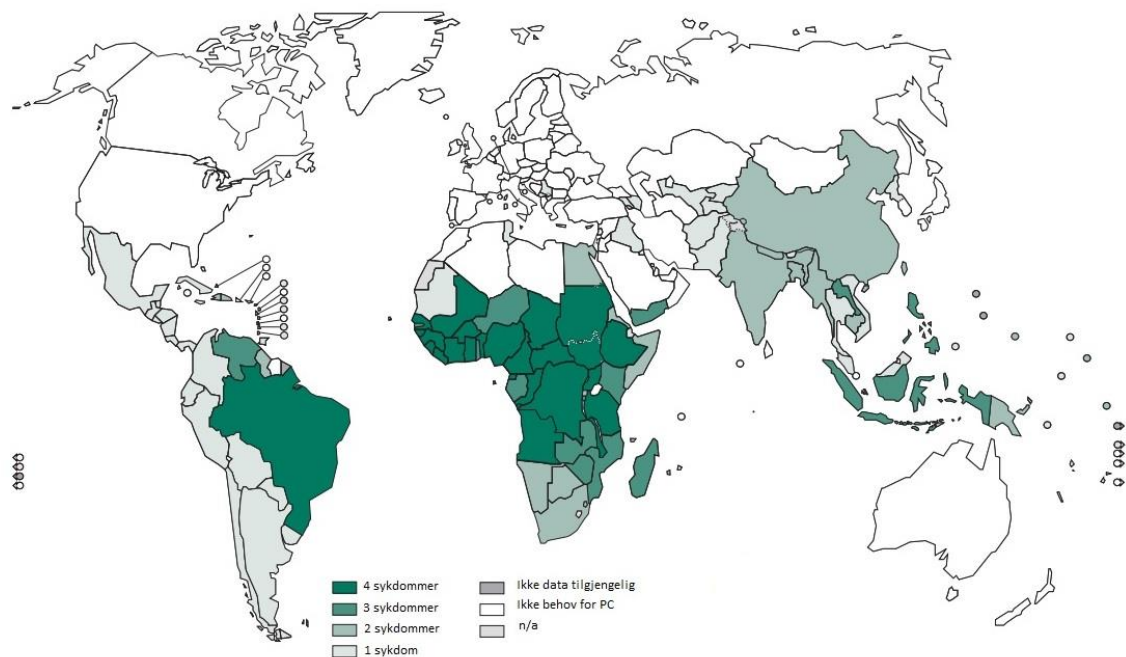 4 sykdommer
3 sykdommer
2 sykdommer
1 sykdom
Ikke data tilgjengelig
Ikke behov for PC
n/a